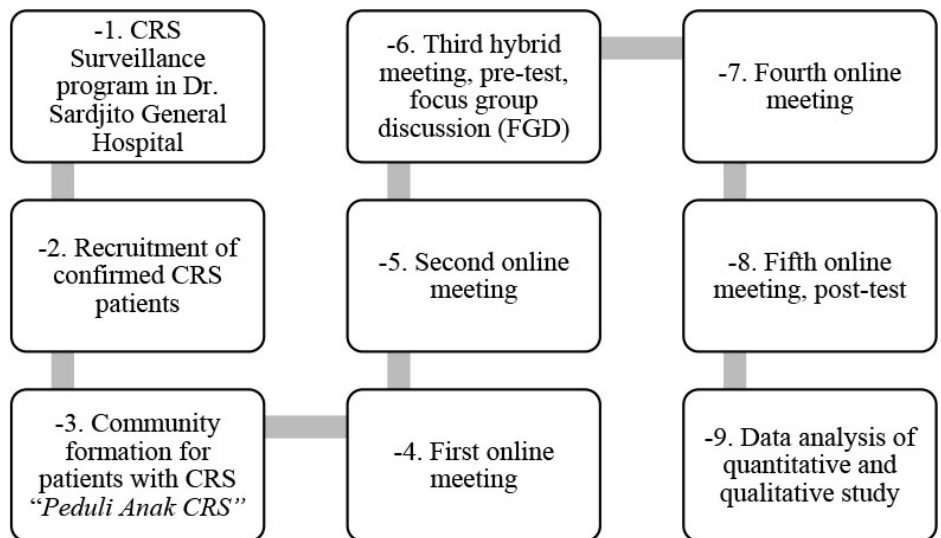 -1. CRS
Surveillance
program in Dr.
Sardjito General
Hospital
-2. Recruitment of
confirmed CRS
patients
-3. Community
formation for
patients with CRS
“Peduli Anak CRS”
-4. First online
meeting
-5. Second online
meeting
-6. Third hybrid
meeting, pre-test,
focus group
discussion (FGD)
-7. Fourth online
meeting
-8. Fifth online
meeting, post-test
-9. Data analysis of
quantitative and
qualitative study